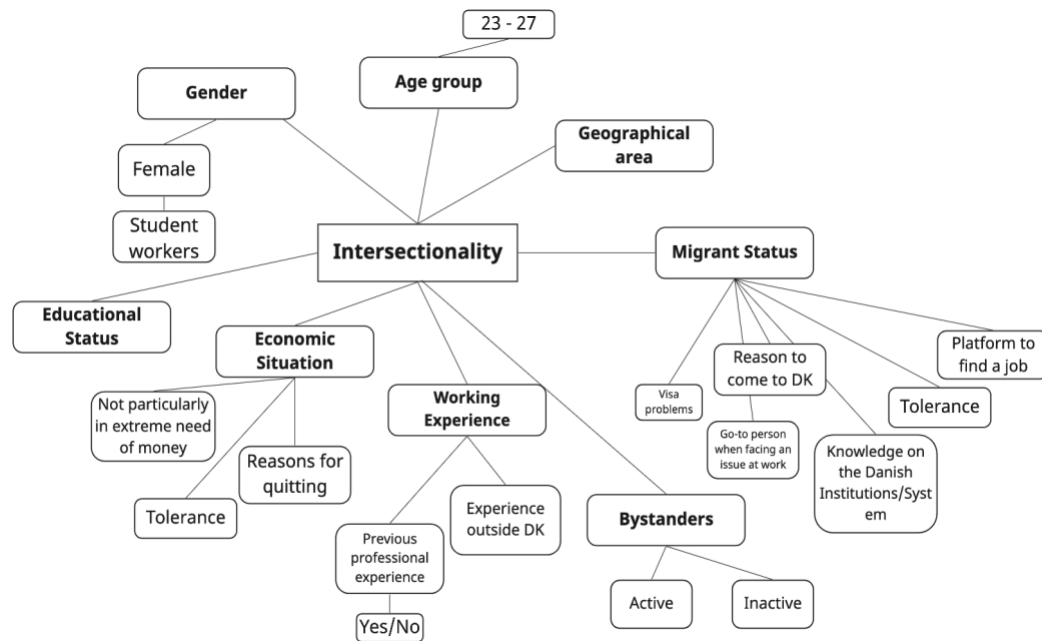 23 - 27
Age group
Gender
Geographical
area
Female
Student
workers
Intersectionality
Migrant Status
Educational
Status
Economic
Situation
Platform to
find a job
Reason to
come to DK
Visa
problems
Tolerance
Not particularly
in extreme need
of money
Working
Experience
Go-to person
when facing an
issue at work
Knowledge on
the Danish
Institutions/Syst
em
Reasons for
quitting
Tolerance
Experience
outside DK
Bystanders
Previous
professional
experience
Active
Inactive
Yes/No